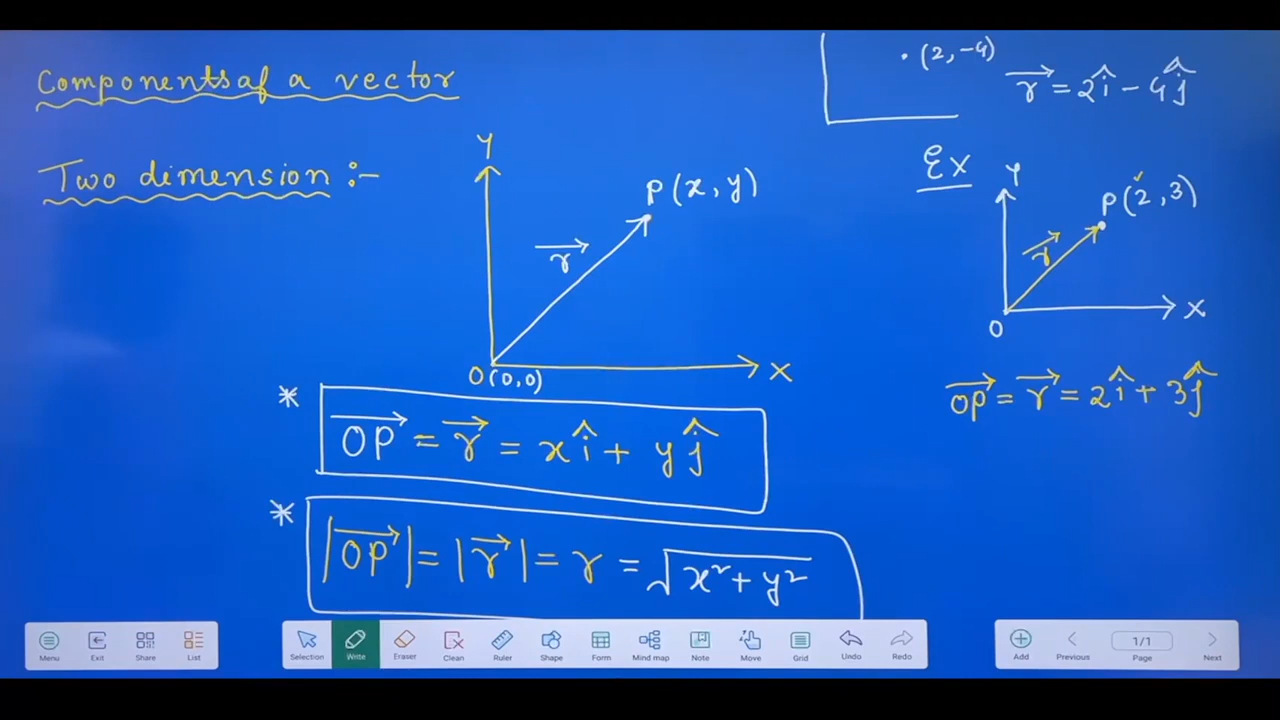 Components of a vector
Two dimension :-
Y
P(x, y)
r⃗
O(0,0)
X
* OP⃗ = r⃗ = xî + yĵ
* |OP⃗| = |r⃗| = r = √x²+y²
(2, -4)
r⃗ = 2î - 4ĵ
Ex
Y
P(2,3)
r⃗
O
X
OP⃗ = r⃗ = 2î + 3ĵ
Menu Exit Share List
Selection Write Eraser Clean Ruler Shape Form Mind map Note Move Grid Undo Redo
1/1
Add Previous Page Next